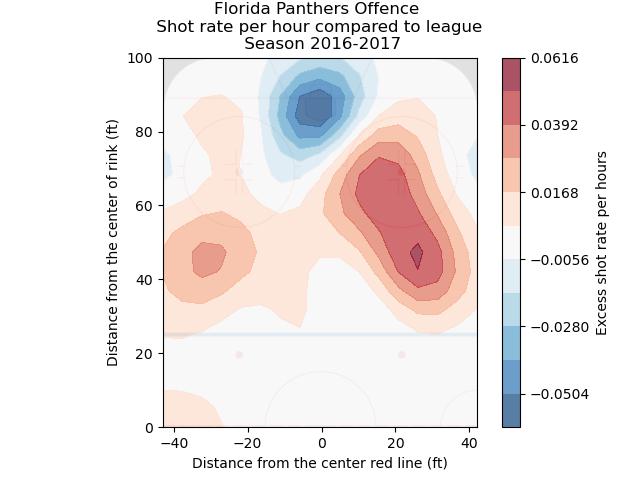 Florida Panthers Offence
Shot rate per hour compared to league
Season 2016-2017
100
80
60
40
20
0
Distance from the center of rink (ft)
−40
−20
0
20
40
Distance from the center red line (ft)
0.0616
0.0392
0.0168
−0.0056
−0.0280
−0.0504
Excess shot rate per hours